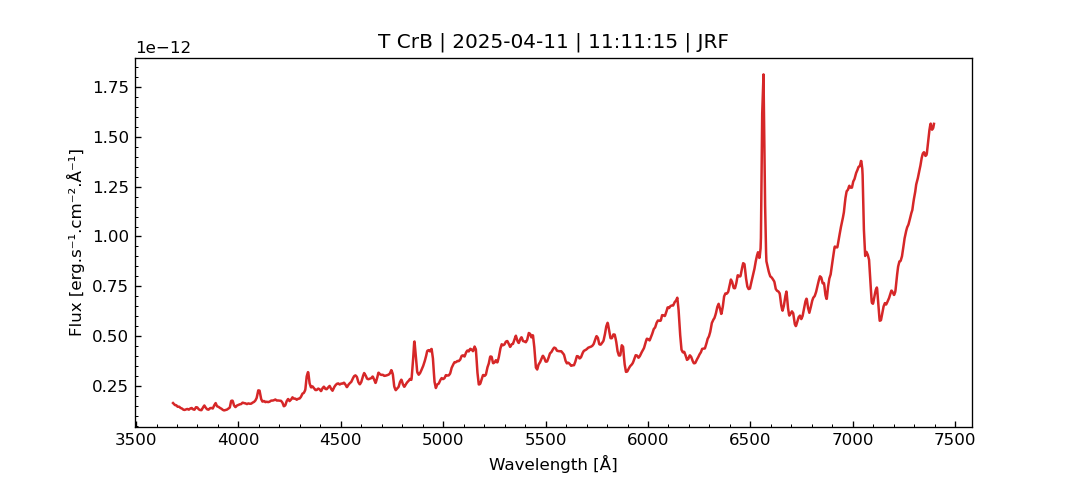 T CrB | 2025-04-11 | 11:11:15 | JRF
1e−12
1.75
1.50
1.25
1.00
0.75
0.50
0.25
Flux [erg.s⁻¹.cm⁻².Å⁻¹]
3500 4000 4500 5000 5500 6000 6500 7000 7500
Wavelength [Å]